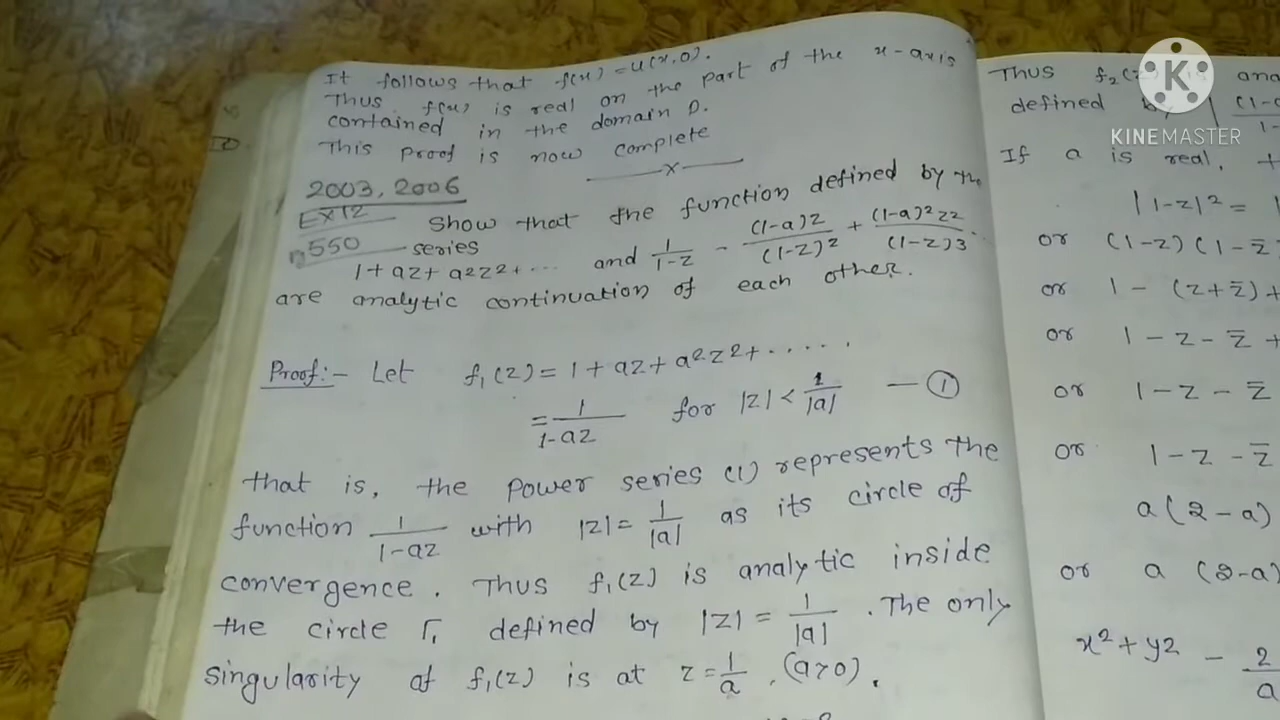 It follows that f(x) = u(x,0).
Thus f(x) is real on the part of the x-axis
contained in the domain D.
This Proof is now complete
x
2003, 2006
EX12 Show that the function defined by the
550 series
1 + az + a²z² + ... and 1/(1-z) - (1-a)z/(1-z)² + (1-a)²z²/(1-z)3 ..
are analytic continuation of each other.
Proof:- Let f₁(z) = 1 + az + a²z² + .....
= 1/(1-az) for |z| < 1/|a| — ①
that is, the power series (1) represents the
function 1/(1-az) with |z| = 1/|a| as its circle of
convergence. Thus f₁(z) is analytic inside
the circle Γ₁ defined by |z| = 1/|a|. The only
singularity of f₁(z) is at z = 1/a, (a>0).
Thus f₂(z
defined
If a is real,
|1-z|² =
or (1-z)(1-z̄
or 1 - (z+z̄) +
or 1 - z - z̄ +
or 1 - z - z̄
or 1 - z - z̄
a(2-a)
or a (2-a)
x² + y2 - 2/a
KINEMASTER